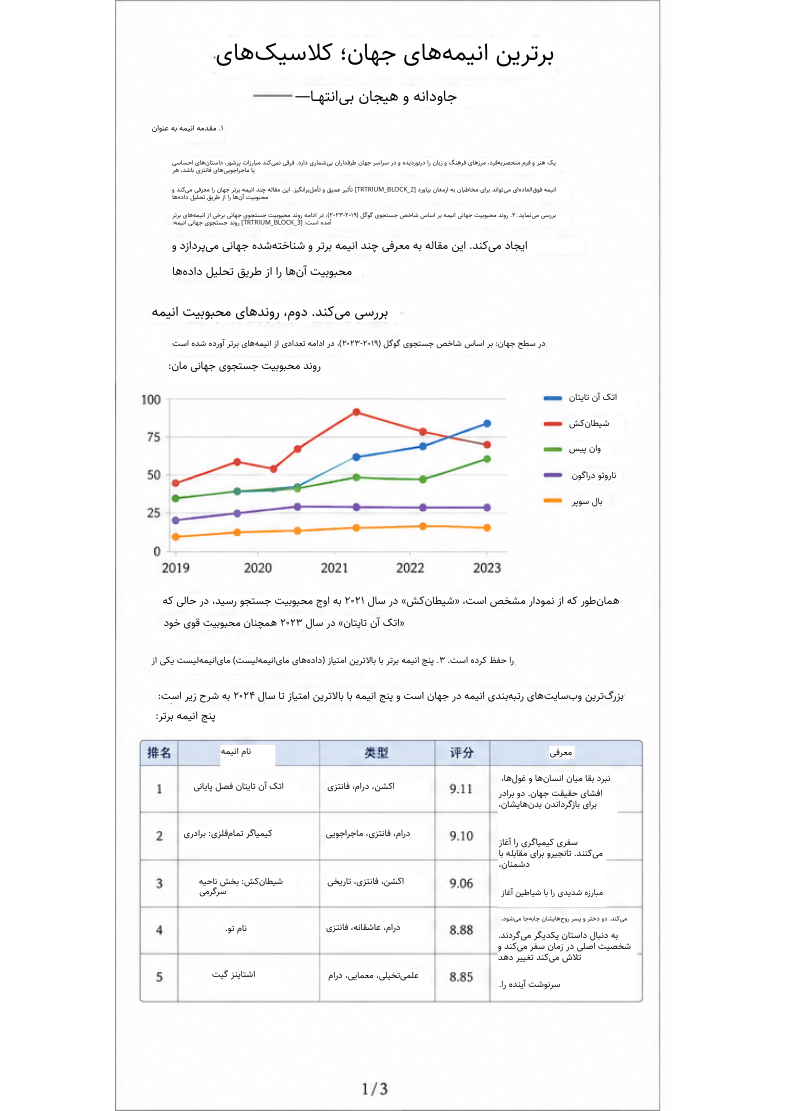 برترین انیمه‌های جهان؛ کلاسیک‌های
جاودانه و هیجان بی‌انتهـا—
۱. مقدمه انیمه به عنوان
یک هنر و فرم منحصربه‌فرد، مرزهای فرهنگ و زبان را درنوردیده و در سراسر جهان طرفداران بی‌شماری دارد. فرقی نمی‌کند مبارزات پرشور، داستان‌های احساسی
یا ماجراجویی‌های فانتزی باشد، هر
انیمه فوق‌العاده‌ای می‌تواند برای مخاطبان به ارمغان بیاورد [TRTRIUM_BLOCK_2] تأثیر عمیق و تأمل‌برانگیز. این مقاله چند انیمه برتر جهان را معرفی می‌کند و
محبوبیت آن‌ها را از طریق تحلیل داده‌ها
بررسی می‌نماید. ۲. روند محبوبیت جهانی انیمه بر اساس شاخص جستجوی گوگل (۲۰۱۹-۲۰۲۳)، در ادامه روند محبوبیت جستجوی جهانی برخی از انیمه‌های برتر
آمده است: [TRTRIUM_BLOCK_3] روند جستجوی جهانی انیمه:
ایجاد می‌کند. این مقاله به معرفی چند انیمه برتر و شناخته‌شده جهانی می‌پردازد و
محبوبیت آن‌ها را از طریق تحلیل داده‌ها
بررسی می‌کند. دوم، روندهای محبوبیت انیمه
در سطح جهان: بر اساس شاخص جستجوی گوگل (۲۰۱۹-۲۰۲۳)، در ادامه تعدادی از انیمه‌های برتر آورده شده است
روند محبوبیت جستجوی جهانی مان:
100
75
50
25
0
2019 2020 2021 2022 2023
اتک آن تایتان
شیطان‌کش
وان پیس
ناروتو دراگون
بال سوپر
همان‌طور که از نمودار مشخص است، «شیطان‌کش» در سال ۲۰۲۱ به اوج محبوبیت جستجو رسید، در حالی که
«اتک آن تایتان» در سال ۲۰۲۳ همچنان محبوبیت قوی خود
را حفظ کرده است. ۳. پنج انیمه برتر با بالاترین امتیاز (داده‌های مای‌انیمه‌لیست) مای‌انیمه‌لیست یکی از
بزرگ‌ترین وب‌سایت‌های رتبه‌بندی انیمه در جهان است و پنج انیمه با بالاترین امتیاز تا سال ۲۰۲۴ به شرح زیر است:
پنج انیمه برتر:
排名 نام انیمه 类型 评分 معرفی
1 اتک آن تایتان فصل پایانی اکشن، درام، فانتزی 9.11 نبرد بقا میان انسان‌ها و غول‌ها،
افشای حقیقت جهان. دو برادر
برای بازگرداندن بدن‌هایشان،
2 کیمیاگر تمام‌فلزی: برادری درام، فانتزی، ماجراجویی 9.10 سفری کیمیاگری را آغاز
می‌کنند. تانجیرو برای مقابله با
دشمنان،
3 شیطان‌کش: بخش ناحیه
سرگرمی اکشن، فانتزی، تاریخی 9.06 مبارزه شدیدی را با شیاطین آغاز
می‌کند. دو دختر و پسر روح‌هایشان جابه‌جا می‌شود.
4 نام تو. درام، عاشقانه، فانتزی 8.88 به دنبال داستان یکدیگر می‌گردند.
شخصیت اصلی در زمان سفر می‌کند و
تلاش می‌کند تغییر دهد
5 اشتاینز گیت علمی‌تخیلی، معمایی، درام 8.85 سرنوشت آینده را.
1/3